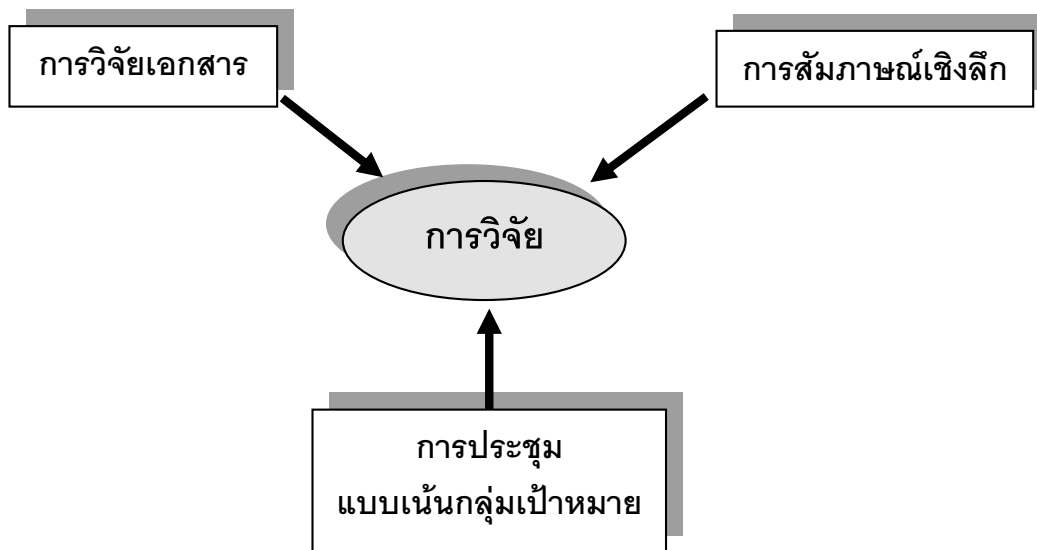 การวิจัยเอกสาร
การสัมภาษณ์เชิงลึก
การวิจัย
การประชุม
แบบเน้นกลุ่มเป้าหมาย